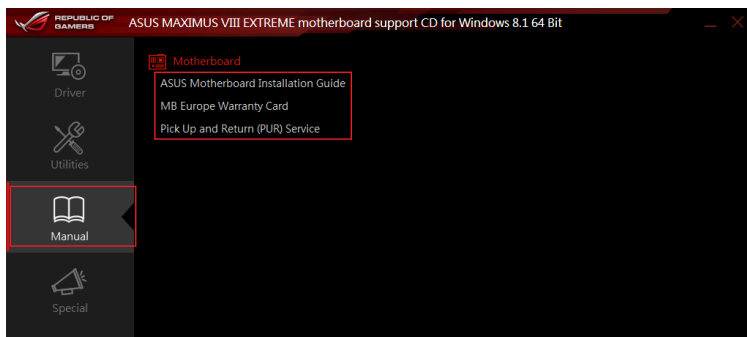 REPUBLIC OF
GAMERS
ASUS MAXIMUS VIII EXTREME motherboard support CD for Windows 8.1 64 Bit
Driver
Utilities
Manual
Special
Motherboard
ASUS Motherboard Installation Guide
MB Europe Warranty Card
Pick Up and Return (PUR) Service